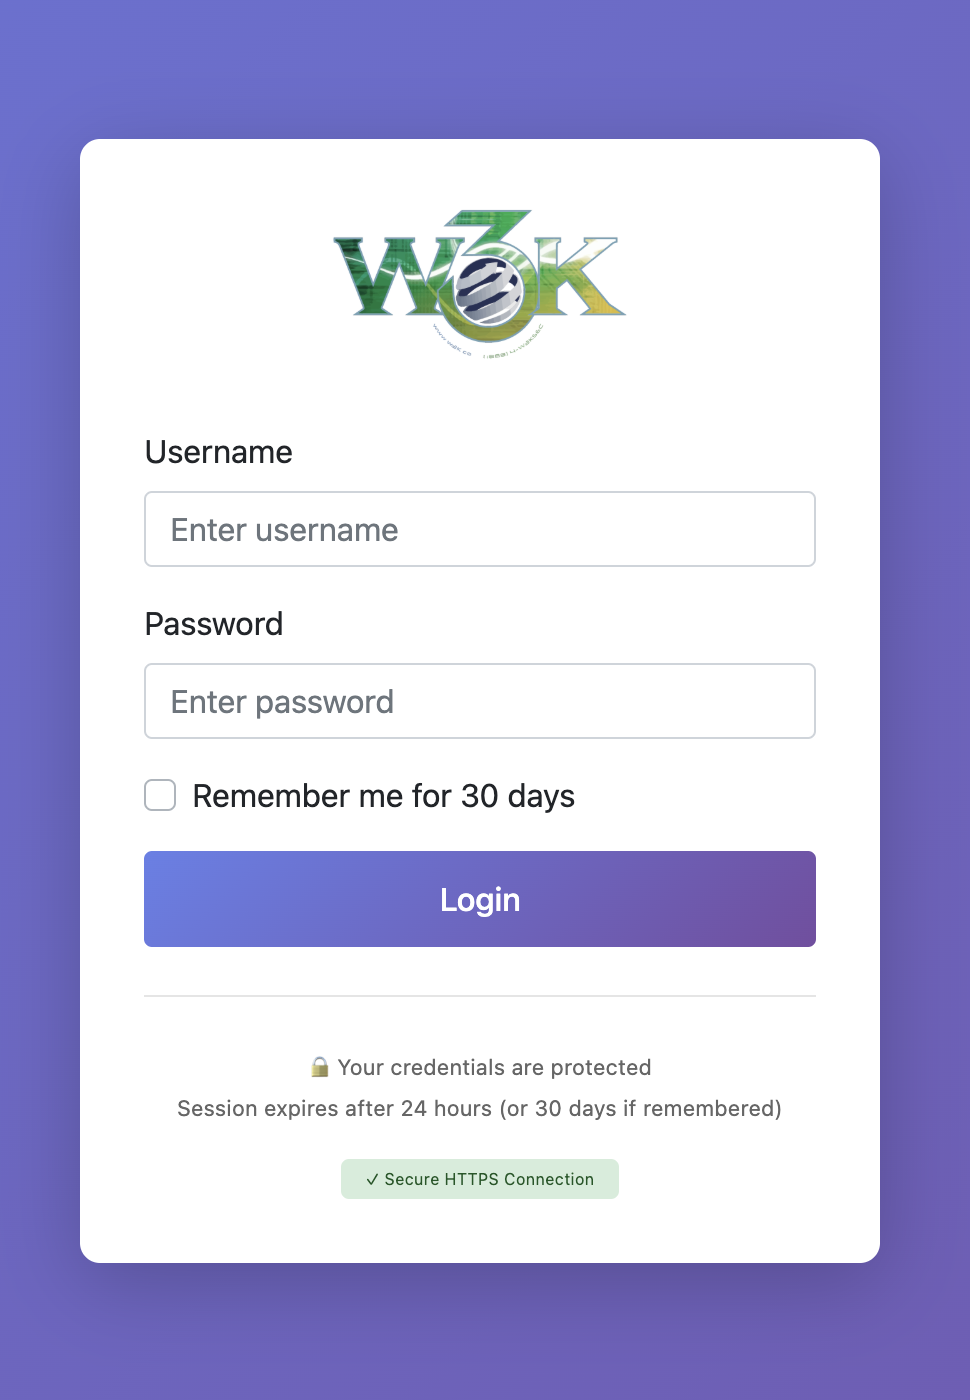 W3K
Username
Enter username
Password
Enter password
Remember me for 30 days
Login
Your credentials are protected
Session expires after 24 hours (or 30 days if remembered)
✓ Secure HTTPS Connection